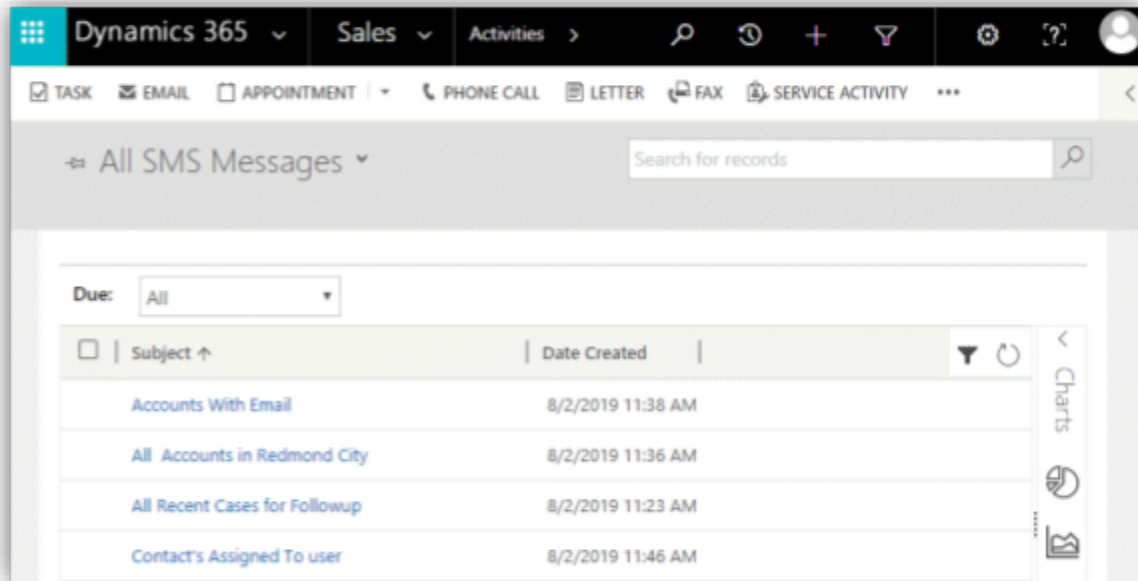 Dynamics 365 Sales Activities
TASK EMAIL APPOINTMENT PHONE CALL LETTER FAX SERVICE ACTIVITY •••
All SMS Messages Search for records
Due: All
Subject ↑ Date Created
Accounts With Email 8/2/2019 11:38 AM
All Accounts in Redmond City 8/2/2019 11:36 AM
All Recent Cases for Followup 8/2/2019 11:23 AM
Contact's Assigned To user 8/2/2019 11:46 AM
Charts